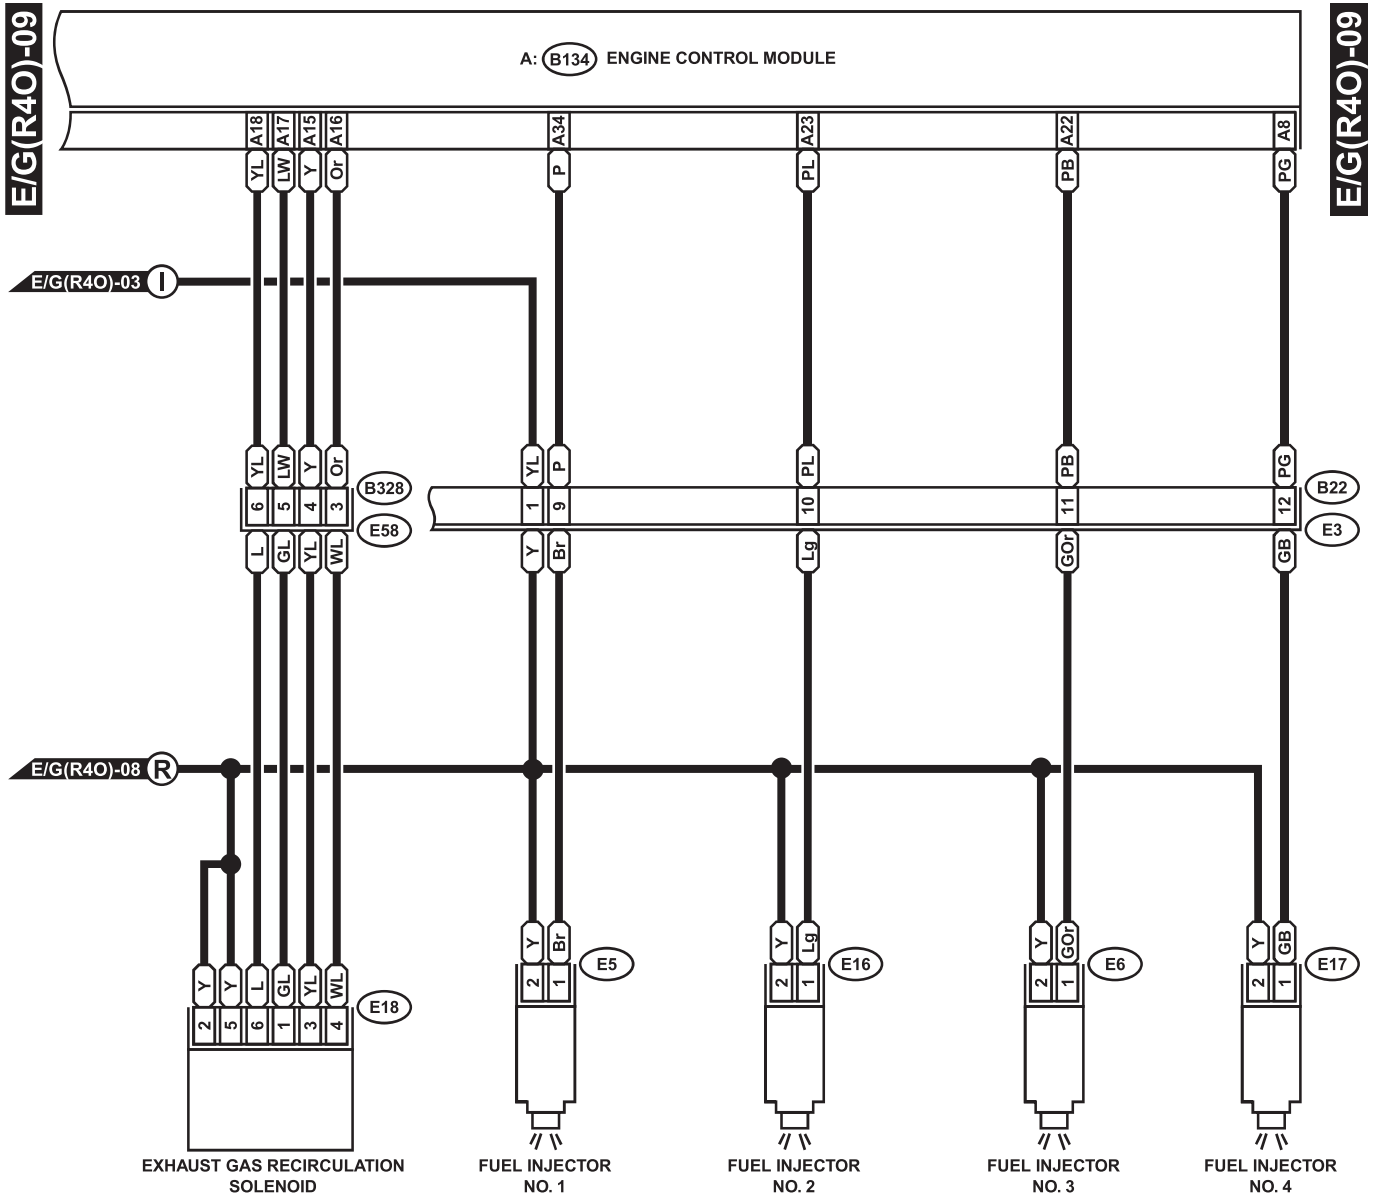 E/G(R4O)-09
E/G(R4O)-09
A: B134 ENGINE CONTROL MODULE
A18 A17 A15 A16 A34 A23 A22 A8
YL LW Y Or P PL PB PG
E/G(R4O)-03 I
YL LW Y Or YL P PL PB PG
B328 B22
6 5 4 3 1 9 10 11 12
E58 E3
L GL YL WL Y Br Lg GOr GB
E/G(R4O)-08 R
Y Br Y Lg Y GOr Y GB
E5 E16 E6 E17
2 1 2 1 2 1 2 1
Y Y L GL YL WL
E18
2 5 6 1 3 4
EXHAUST GAS RECIRCULATION
SOLENOID
FUEL INJECTOR
NO. 1
FUEL INJECTOR
NO. 2
FUEL INJECTOR
NO. 3
FUEL INJECTOR
NO. 4